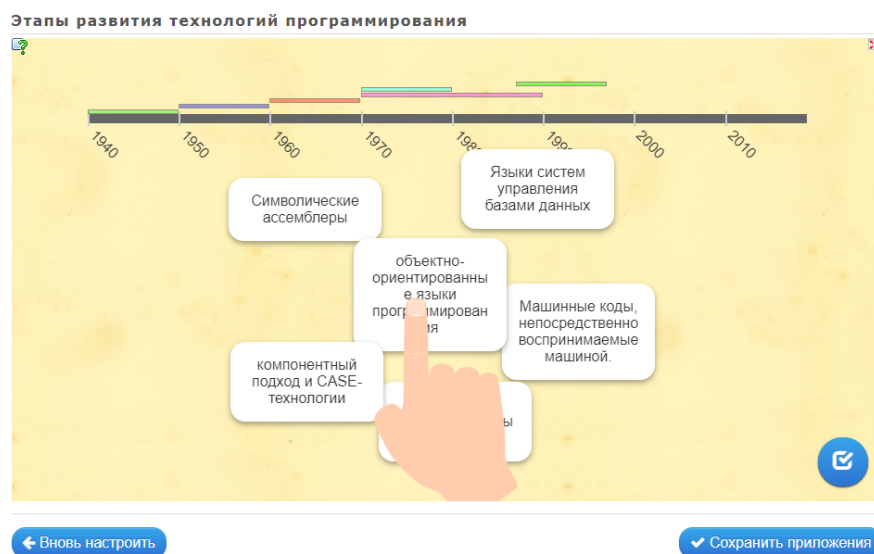 Этапы развития технологий программирования
1940
1950
1960
1970
2000
2010
Языки систем
управления
базами данных
Символические
ассемблеры
объектно-
ориентированны
е языки
ия
Машинные коды,
непосредственно
воспринимаемые
машиной.
компонентный
подход и CASE-
технологии
Вновь настроить
Сохранить приложения